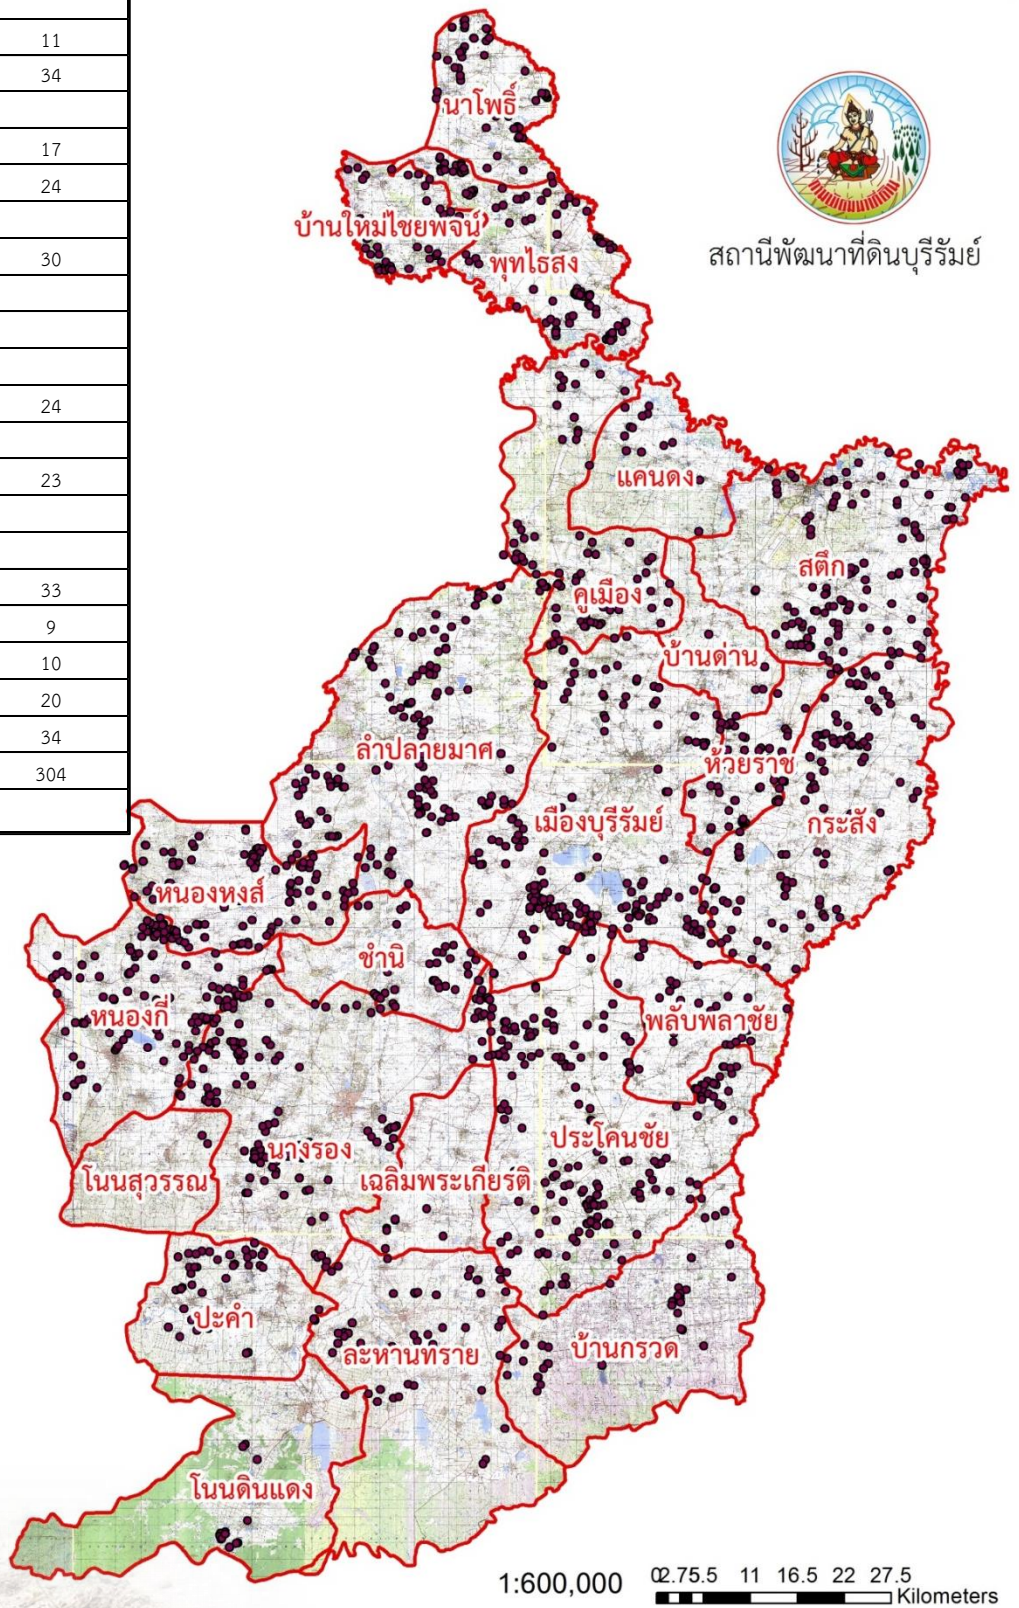 11
34
17
24
30
24
23
33
9
10
20
34
304
สถานีพัฒนาที่ดินบุรีรัมย์
นาโพธิ์
บ้านใหม่ไชยพจน์
พุทไธสง
แคนดง
สตึก
คูเมือง
บ้านด่าน
ลำปลายมาศ
ห้วยราช
เมืองบุรีรัมย์
กระสัง
หนองหงส์
ชำนิ
หนองกี่
พลับพลาชัย
ประโคนชัย
นางรอง
โนนสุวรรณ
เฉลิมพระเกียรติ
ปะคำ
ละหานทราย
บ้านกรวด
โนนดินแดง
1:600,000
0 2.75 5.5 11 16.5 22 27.5
Kilometers